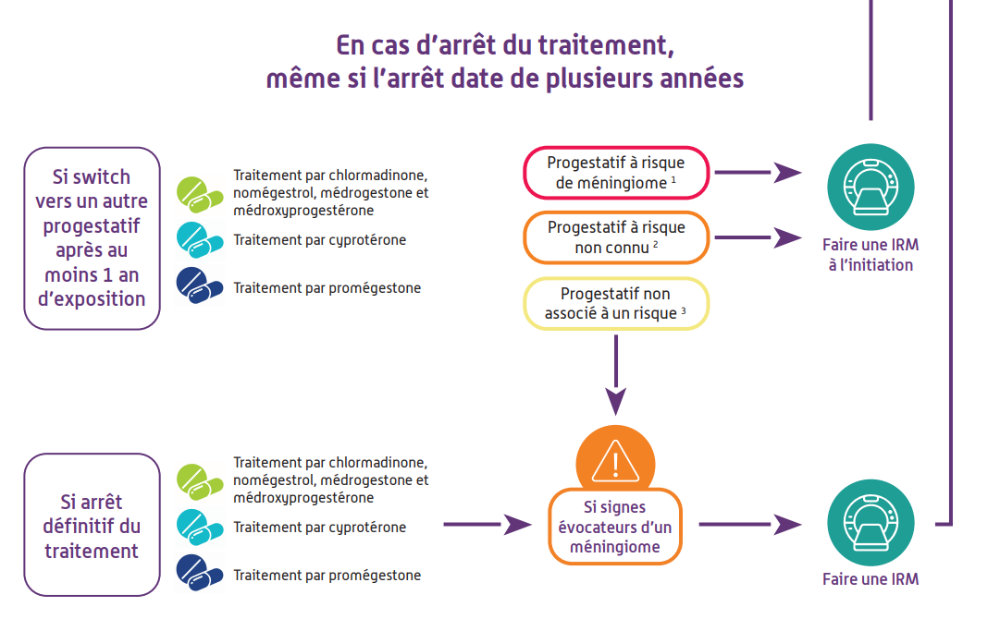 En cas d’arrêt du traitement,
même si l’arrêt date de plusieurs années
Si switch
vers un autre
progestatif
après au
moins 1 an
d’exposition
Traitement par chlormadinone,
nomégestrol, médrogestone et
médroxyprogestérone
Traitement par cyprotérone
Traitement par promégestone
Progestatif à risque
de méningiome ¹
Progestatif à risque
non connu ²
Progestatif non
associé à un risque ³
Faire une IRM
à l’initiation
Si arrêt
définitif du
traitement
Traitement par chlormadinone,
nomégestrol, médrogestone et
médroxyprogestérone
Traitement par cyprotérone
Traitement par promégestone
Si signes
évocateurs d’un
méningiome
Faire une IRM